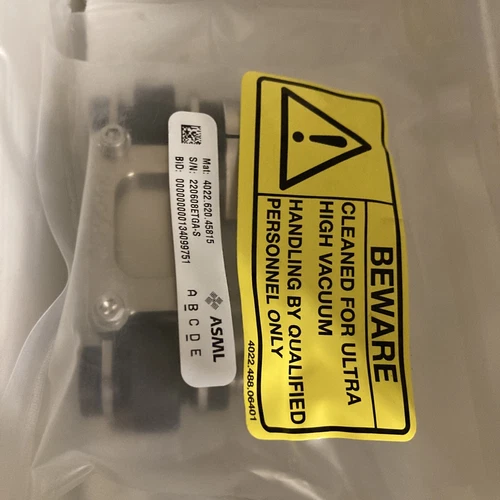 Mat: 4022.620.45815
S/N: 220608ETGA-S
BID: 000000000134099751
ASML
A B C D E
BEWARE
CLEANED FOR ULTRA
HIGH VACUUM
HANDLING BY QUALIFIED
PERSONNEL ONLY
4022.488.06401